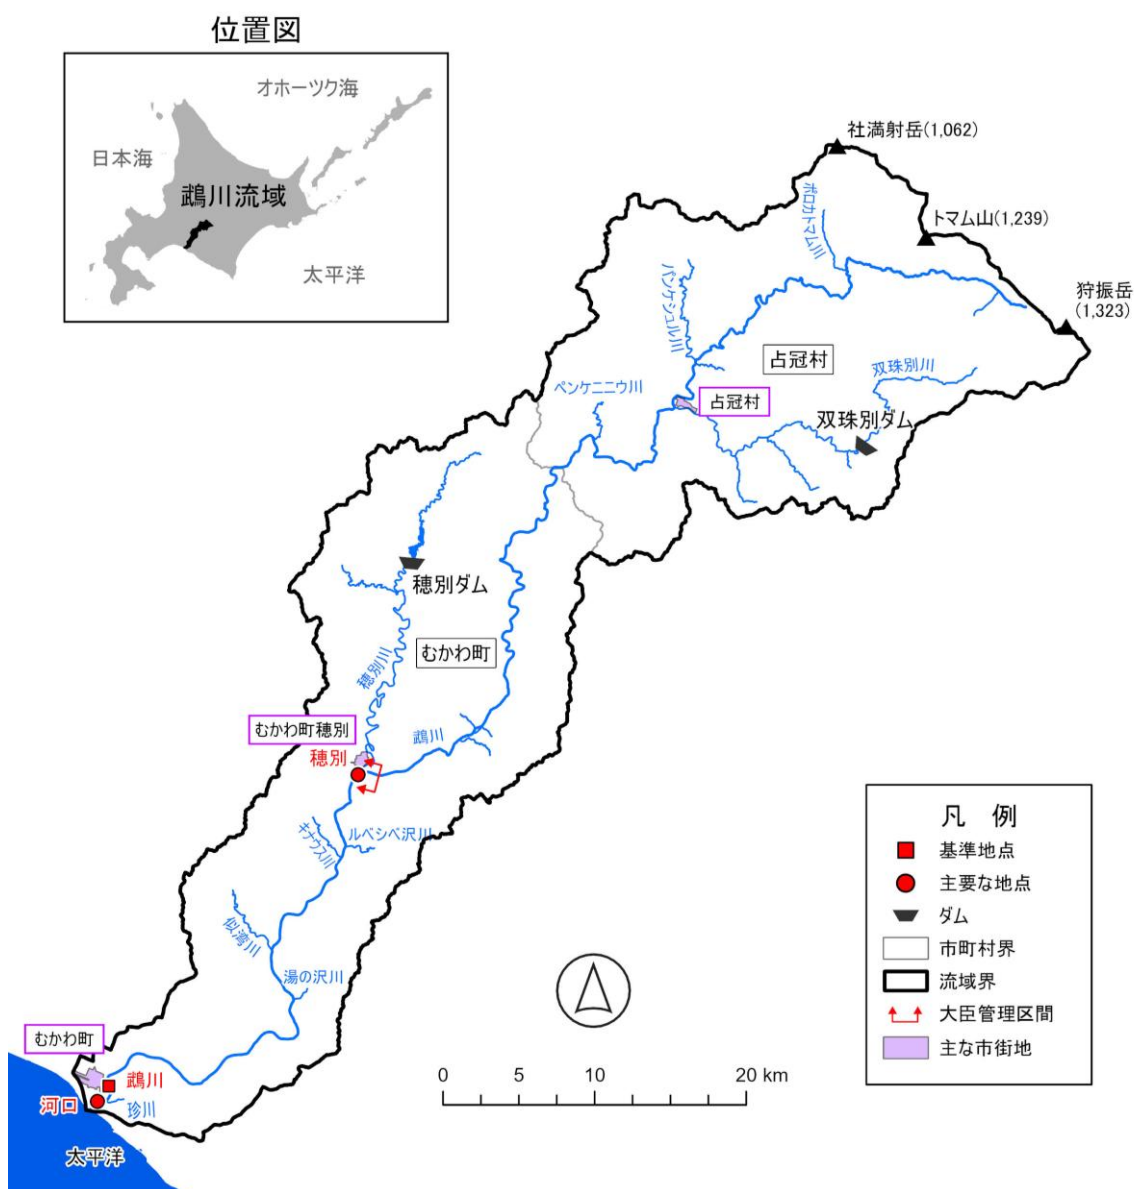 位置図
オホーツク海
日本海
鵡川流域
太平洋
社満射岳(1,062)
トマム山(1,239)
狩振岳
(1,323)
ポロカトマム川
パンケシュル川
占冠村
双珠別川
ペンケニニウ川
占冠村
双珠別ダム
穂別ダム
むかわ町
穂別川
むかわ町穂別
鵡川
穂別
キナウス川
ルベシベ沢川
似湾川
湯の沢川
むかわ町
鵡川
河口
珍川
太平洋
0 5 10 20 km
凡 例
基準地点
主要な地点
ダム
市町村界
流域界
大臣管理区間
主な市街地